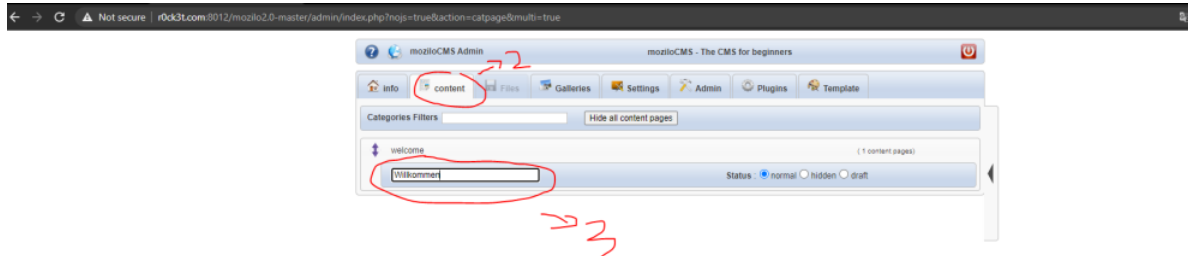 Not secure | r0ck3t.com:8012/mozilo2.0-master/admin/index.php?nojs=true&action=catpage&multi=true
moziloCMS Admin moziloCMS - The CMS for beginners
→2
info content Files Galleries Settings Admin Plugins Template
Categories Filters Hide all content pages
welcome ( 1 content pages)
Willkommen Status : normal hidden draft
→3